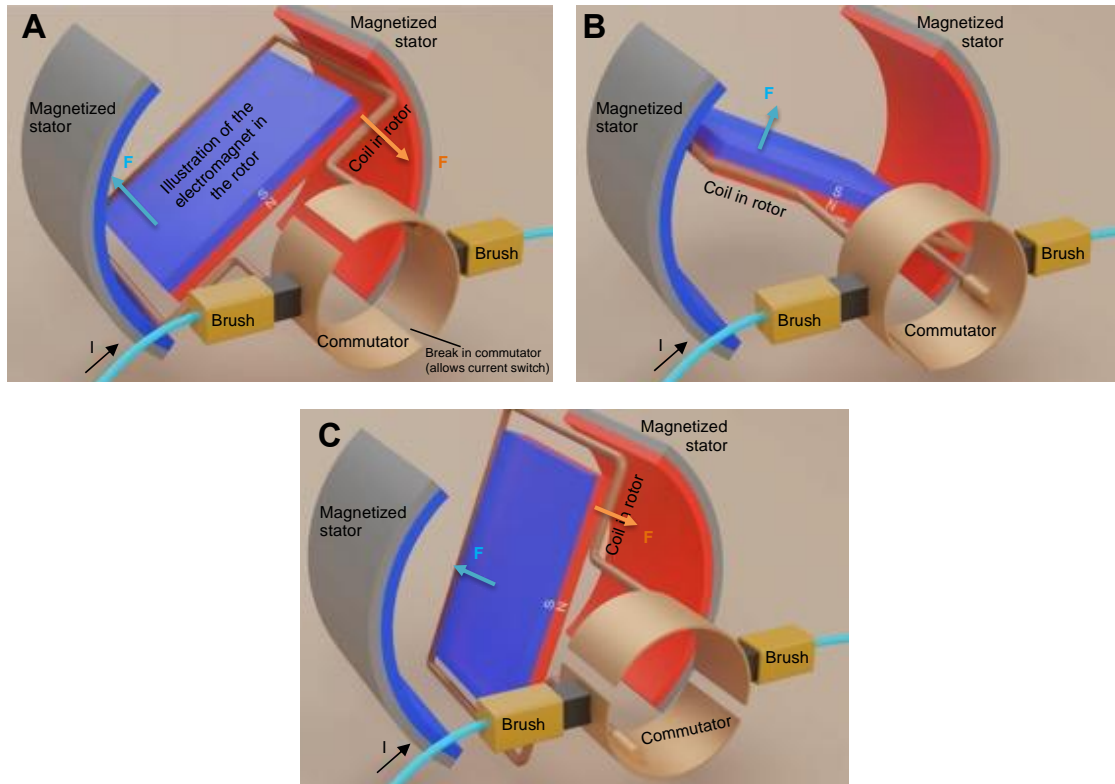 A
Magnetized
stator
Magnetized
stator
Illustration of the
electromagnet in
the rotor
F
Coil in rotor
F
S
N
Brush
Brush
Commutator
I
Break in commutator
(allows current switch)
B
Magnetized
stator
Magnetized
stator
F
Coil in rotor
S
N
Brush
Brush
Commutator
I
C
Magnetized
stator
Magnetized
stator
Coil in rotor
F
F
S
N
Brush
Brush
Commutator
I